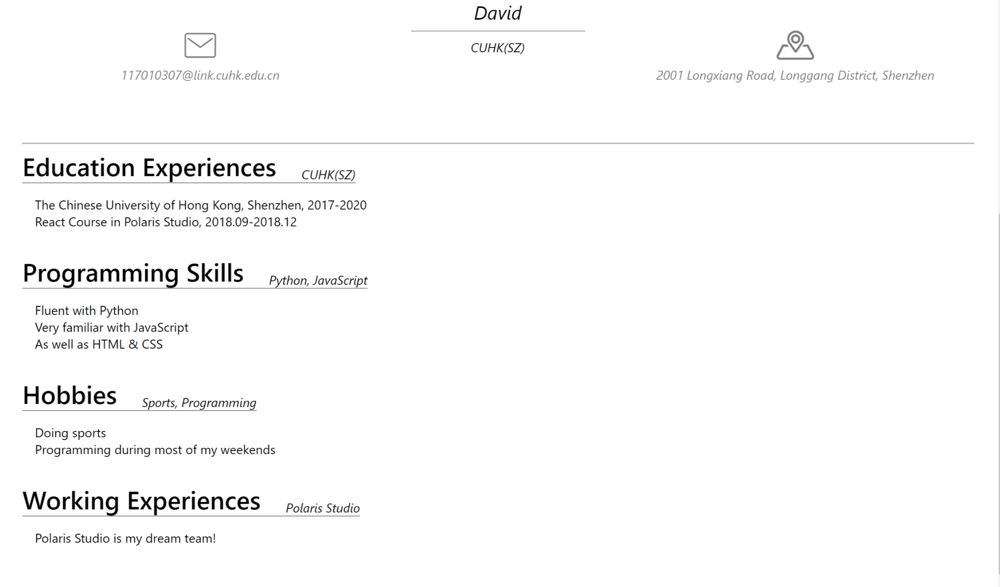 David
CUHK(SZ)
117010307@link.cuhk.edu.cn
2001 Longxiang Road, Longgang District, Shenzhen
Education Experiences CUHK(SZ)
The Chinese University of Hong Kong, Shenzhen, 2017-2020
React Course in Polaris Studio, 2018.09-2018.12
Programming Skills Python, JavaScript
Fluent with Python
Very familiar with JavaScript
As well as HTML & CSS
Hobbies Sports, Programming
Doing sports
Programming during most of my weekends
Working Experiences Polaris Studio
Polaris Studio is my dream team!